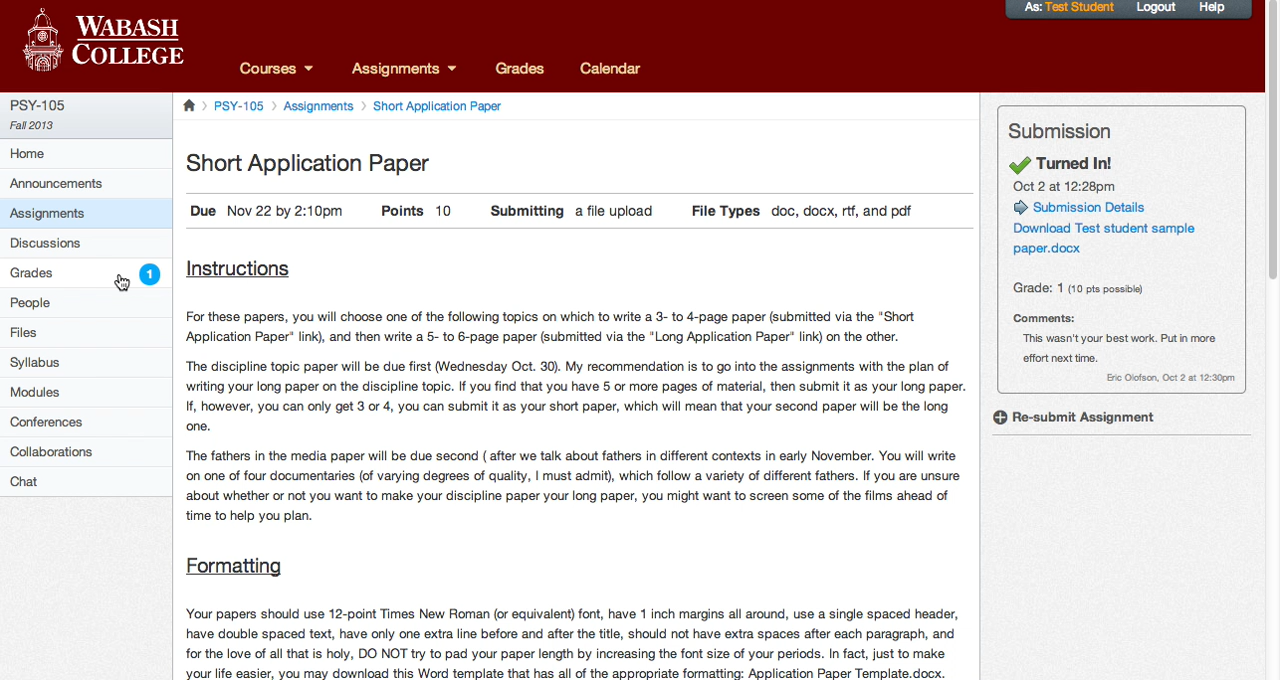 WABASH
COLLEGE
As: Test Student Logout Help
Courses Assignments Grades Calendar
PSY-105
Fall 2013
Home
Announcements
Assignments
Discussions
Grades 1
People
Files
Syllabus
Modules
Conferences
Collaborations
Chat
PSY-105 Assignments Short Application Paper
Short Application Paper
Due Nov 22 by 2:10pm Points 10 Submitting a file upload File Types doc, docx, rtf, and pdf
Instructions
For these papers, you will choose one of the following topics on which to write a 3- to 4-page paper (submitted via the "Short
Application Paper" link), and then write a 5- to 6-page paper (submitted via the "Long Application Paper" link) on the other.
The discipline topic paper will be due first (Wednesday Oct. 30). My recommendation is to go into the assignments with the plan of
writing your long paper on the discipline topic. If you find that you have 5 or more pages of material, then submit it as your long paper.
If, however, you can only get 3 or 4, you can submit it as your short paper, which will mean that your second paper will be the long
one.
The fathers in the media paper will be due second ( after we talk about fathers in different contexts in early November. You will write
on one of four documentaries (of varying degrees of quality, I must admit), which follow a variety of different fathers. If you are unsure
about whether or not you want to make your discipline paper your long paper, you might want to screen some of the films ahead of
time to help you plan.
Formatting
Your papers should use 12-point Times New Roman (or equivalent) font, have 1 inch margins all around, use a single spaced header,
have double spaced text, have only one extra line before and after the title, should not have extra spaces after each paragraph, and
for the love of all that is holy, DO NOT try to pad your paper length by increasing the font size of your periods. In fact, just to make
your life easier, you may download this Word template that has all of the appropriate formatting: Application Paper Template.docx.
Submission
Turned In!
Oct 2 at 12:28pm
Submission Details
Download Test student sample
paper.docx
Grade: 1 (10 pts possible)
Comments:
This wasn't your best work. Put in more
effort next time.
Eric Olofson, Oct 2 at 12:30pm
Re-submit Assignment